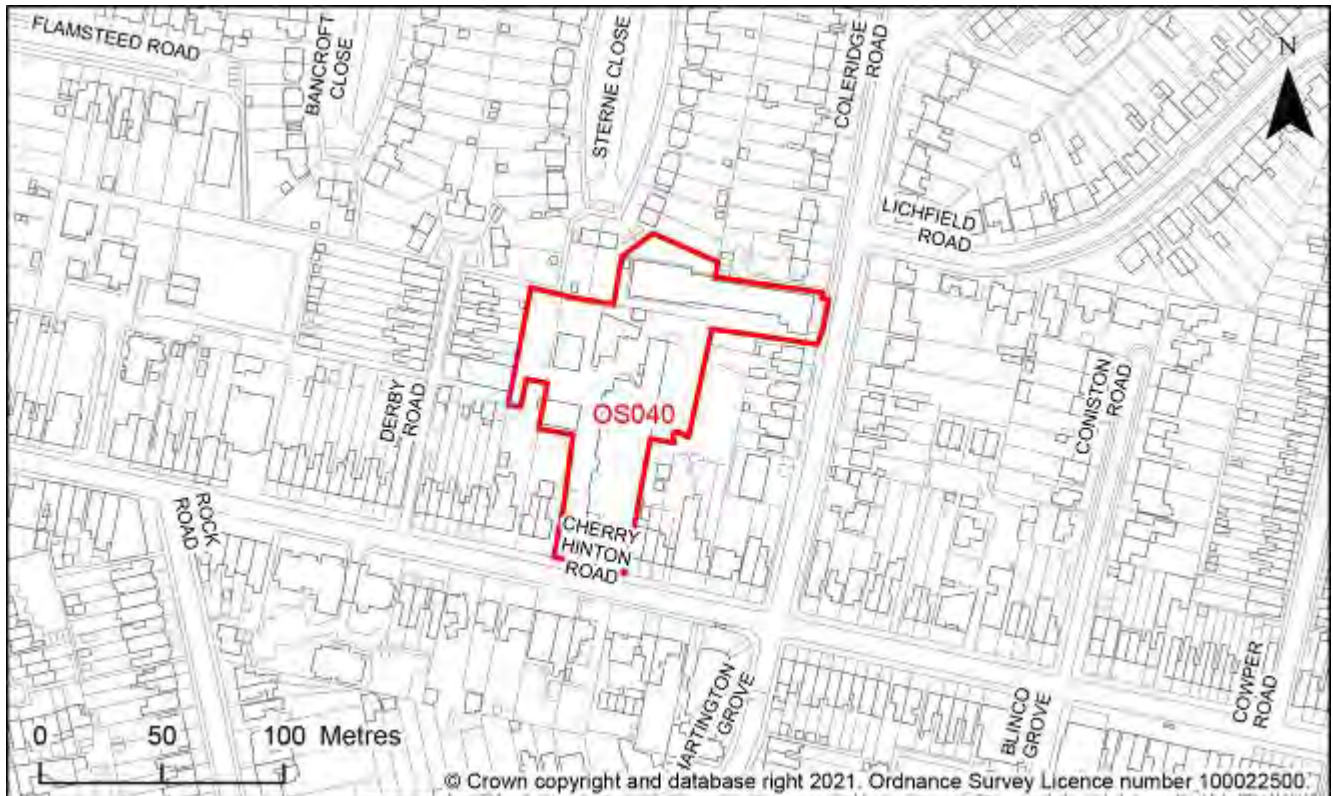 FLAMSTEED ROAD
BANCROFT
CLOSE
STERNE CLOSE
COLERIDGE
ROAD
N
LICHFIELD
ROAD
OS040
DERBY
ROAD
CONISTON
ROAD
ROCK
ROAD
CHERRY
HINTON
ROAD
HARTINGTON
GROVE
BLINCO
GROVE
COWPER
ROAD
0 50 100 Metres
© Crown copyright and database right 2021. Ordnance Survey Licence number 100022500.